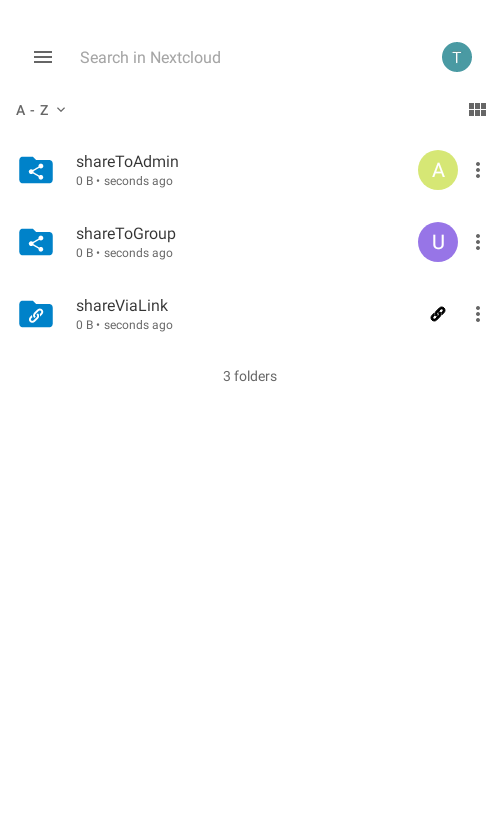 Search in Nextcloud
T
A - Z
shareToAdmin
0 B • seconds ago
A
shareToGroup
0 B • seconds ago
U
shareViaLink
0 B • seconds ago
3 folders